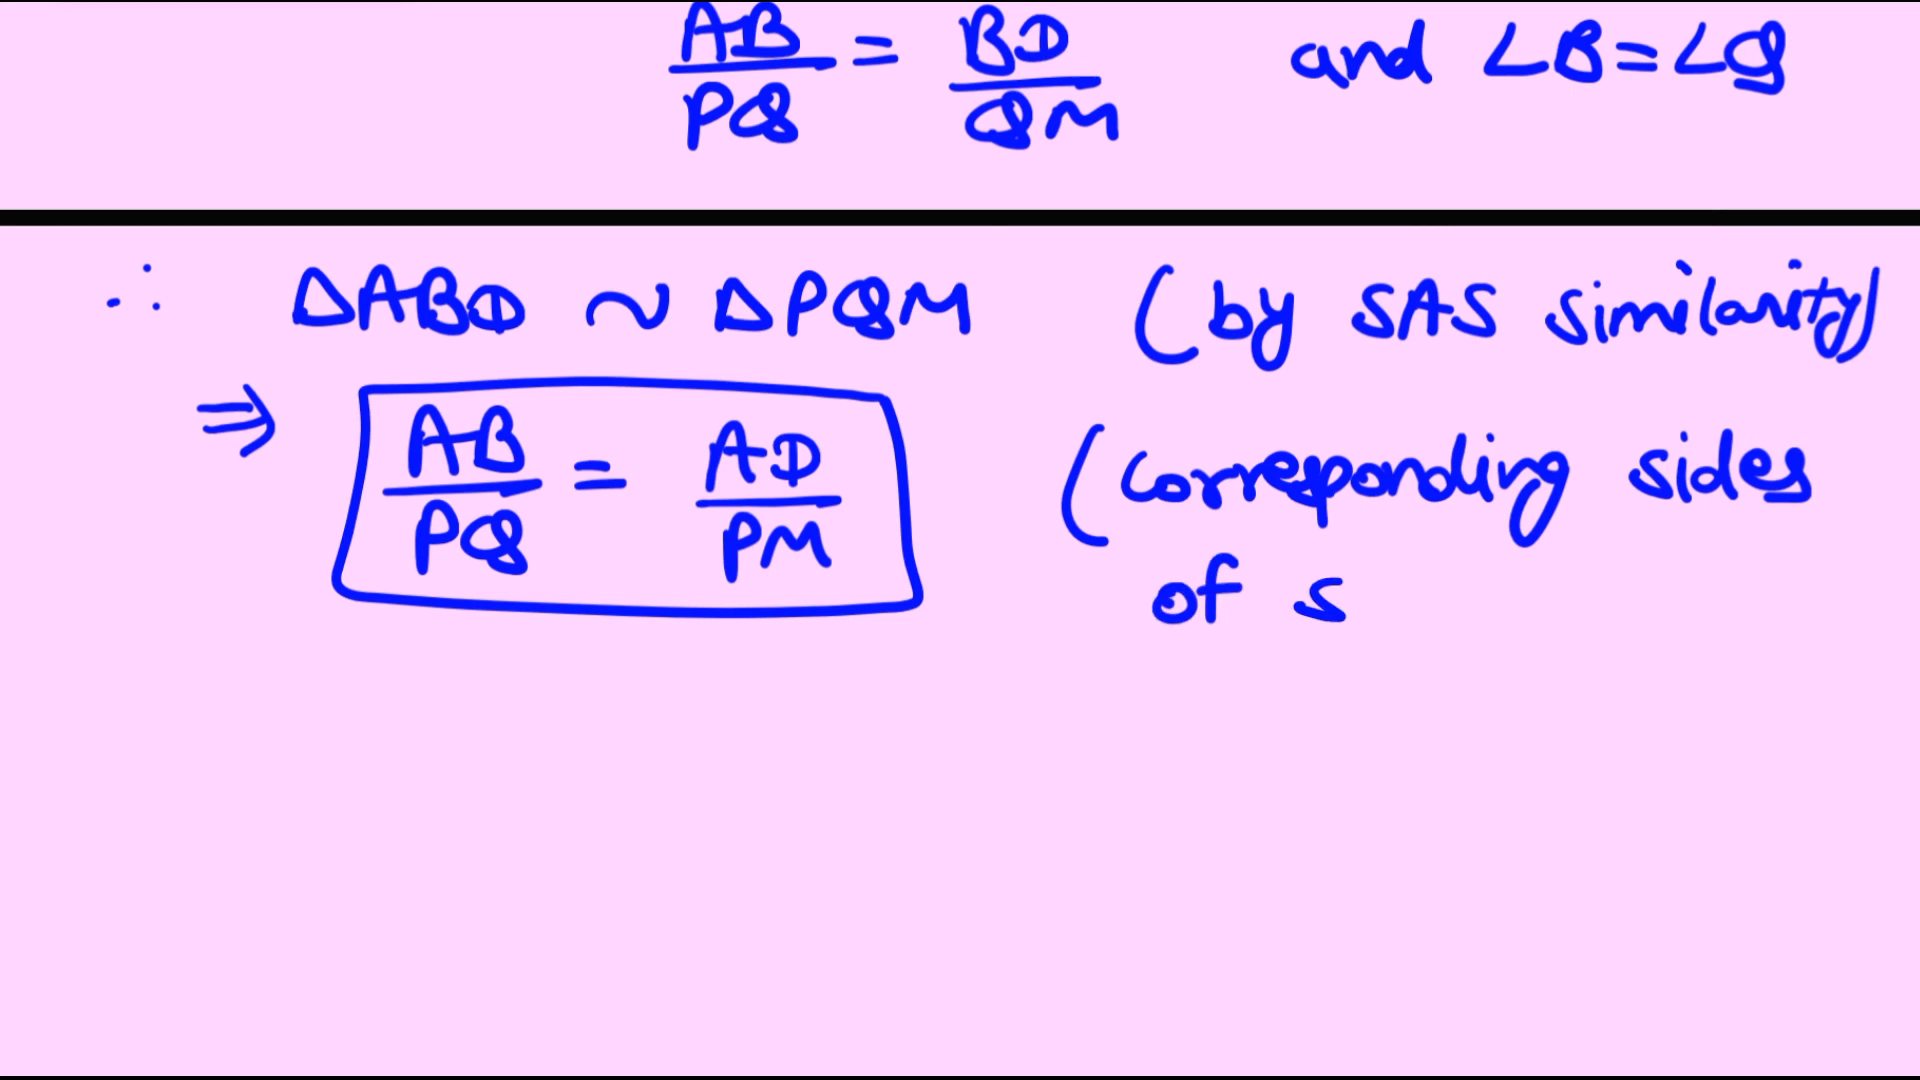 AB/PQ = BD/QM and ∠B=∠Q
∴ ΔABD ~ ΔPQM (by SAS similarity)
⇒ AB/PQ = AD/PM (corresponding sides
of s